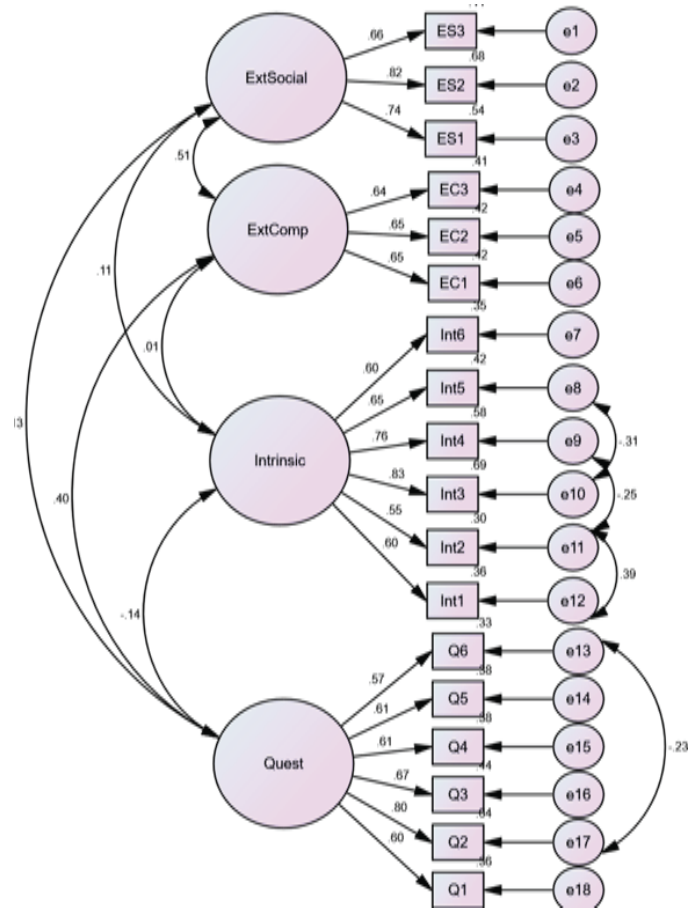 .66
ES3
e1
.68
ExtSocial
.82
ES2
e2
.54
.74
ES1
e3
.51
.41
.64
EC3
e4
.42
ExtComp
.65
EC2
e5
.42
.65
EC1
e6
.11
.35
Int6
e7
.01
.42
.60
Int5
e8
.65
.58
.76
Int4
e9
-.31
Intrinsic
.69
.83
Int3
e10
-.25
.30
.55
Int2
e11
.40
.60
.36
.39
Int1
e12
-.14
.33
Q6
e13
.57
.38
Q5
e14
.61
.38
.61
Q4
e15
-.23
Quest
.44
.67
Q3
e16
.64
.80
Q2
e17
.60
.36
Q1
e18